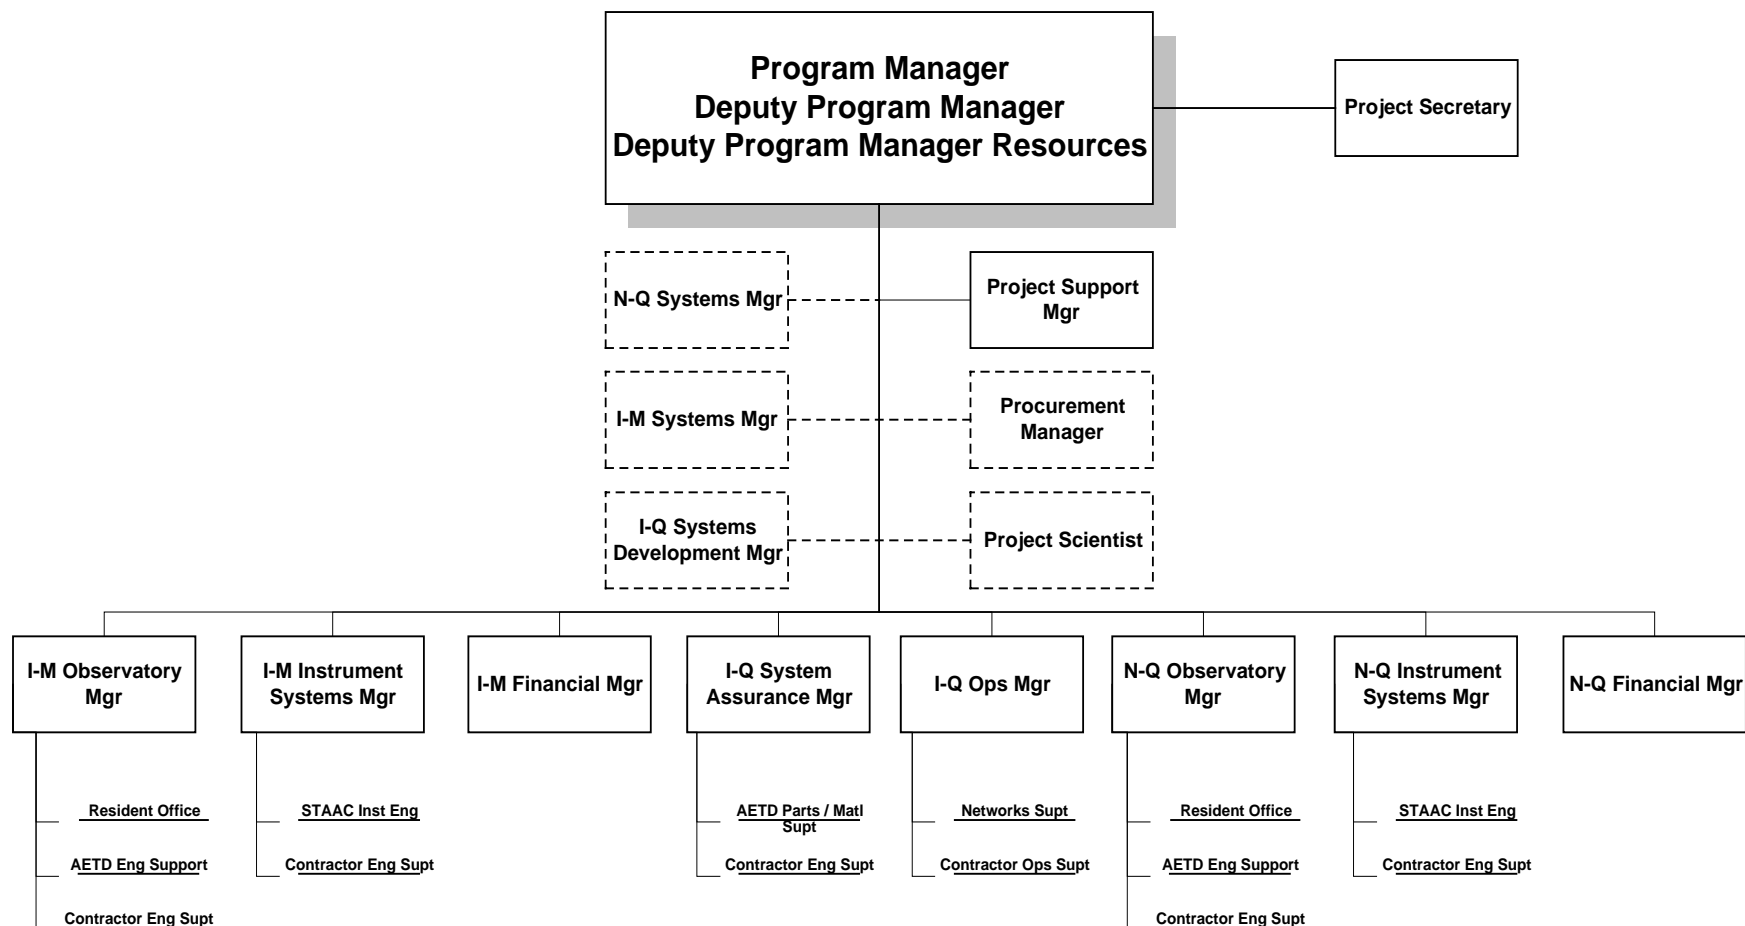 Program Manager
Deputy Program Manager
Deputy Program Manager Resources
Project Secretary
N-Q Systems Mgr
Project Support
Mgr
I-M Systems Mgr
Procurement
Manager
I-Q Systems
Development Mgr
Project Scientist
I-M Observatory
Mgr
I-M Instrument
Systems Mgr
I-M Financial Mgr
I-Q System
Assurance Mgr
I-Q Ops Mgr
N-Q Observatory
Mgr
N-Q Instrument
Systems Mgr
N-Q Financial Mgr
Resident Office
AETD Eng Support
Contractor Eng Supt
STAAC Inst Eng
Contractor Eng Supt
AETD Parts / Matl
Supt
Contractor Eng Supt
Networks Supt
Contractor Ops Supt
Resident Office
AETD Eng Support
Contractor Eng Supt
STAAC Inst Eng
Contractor Eng Supt